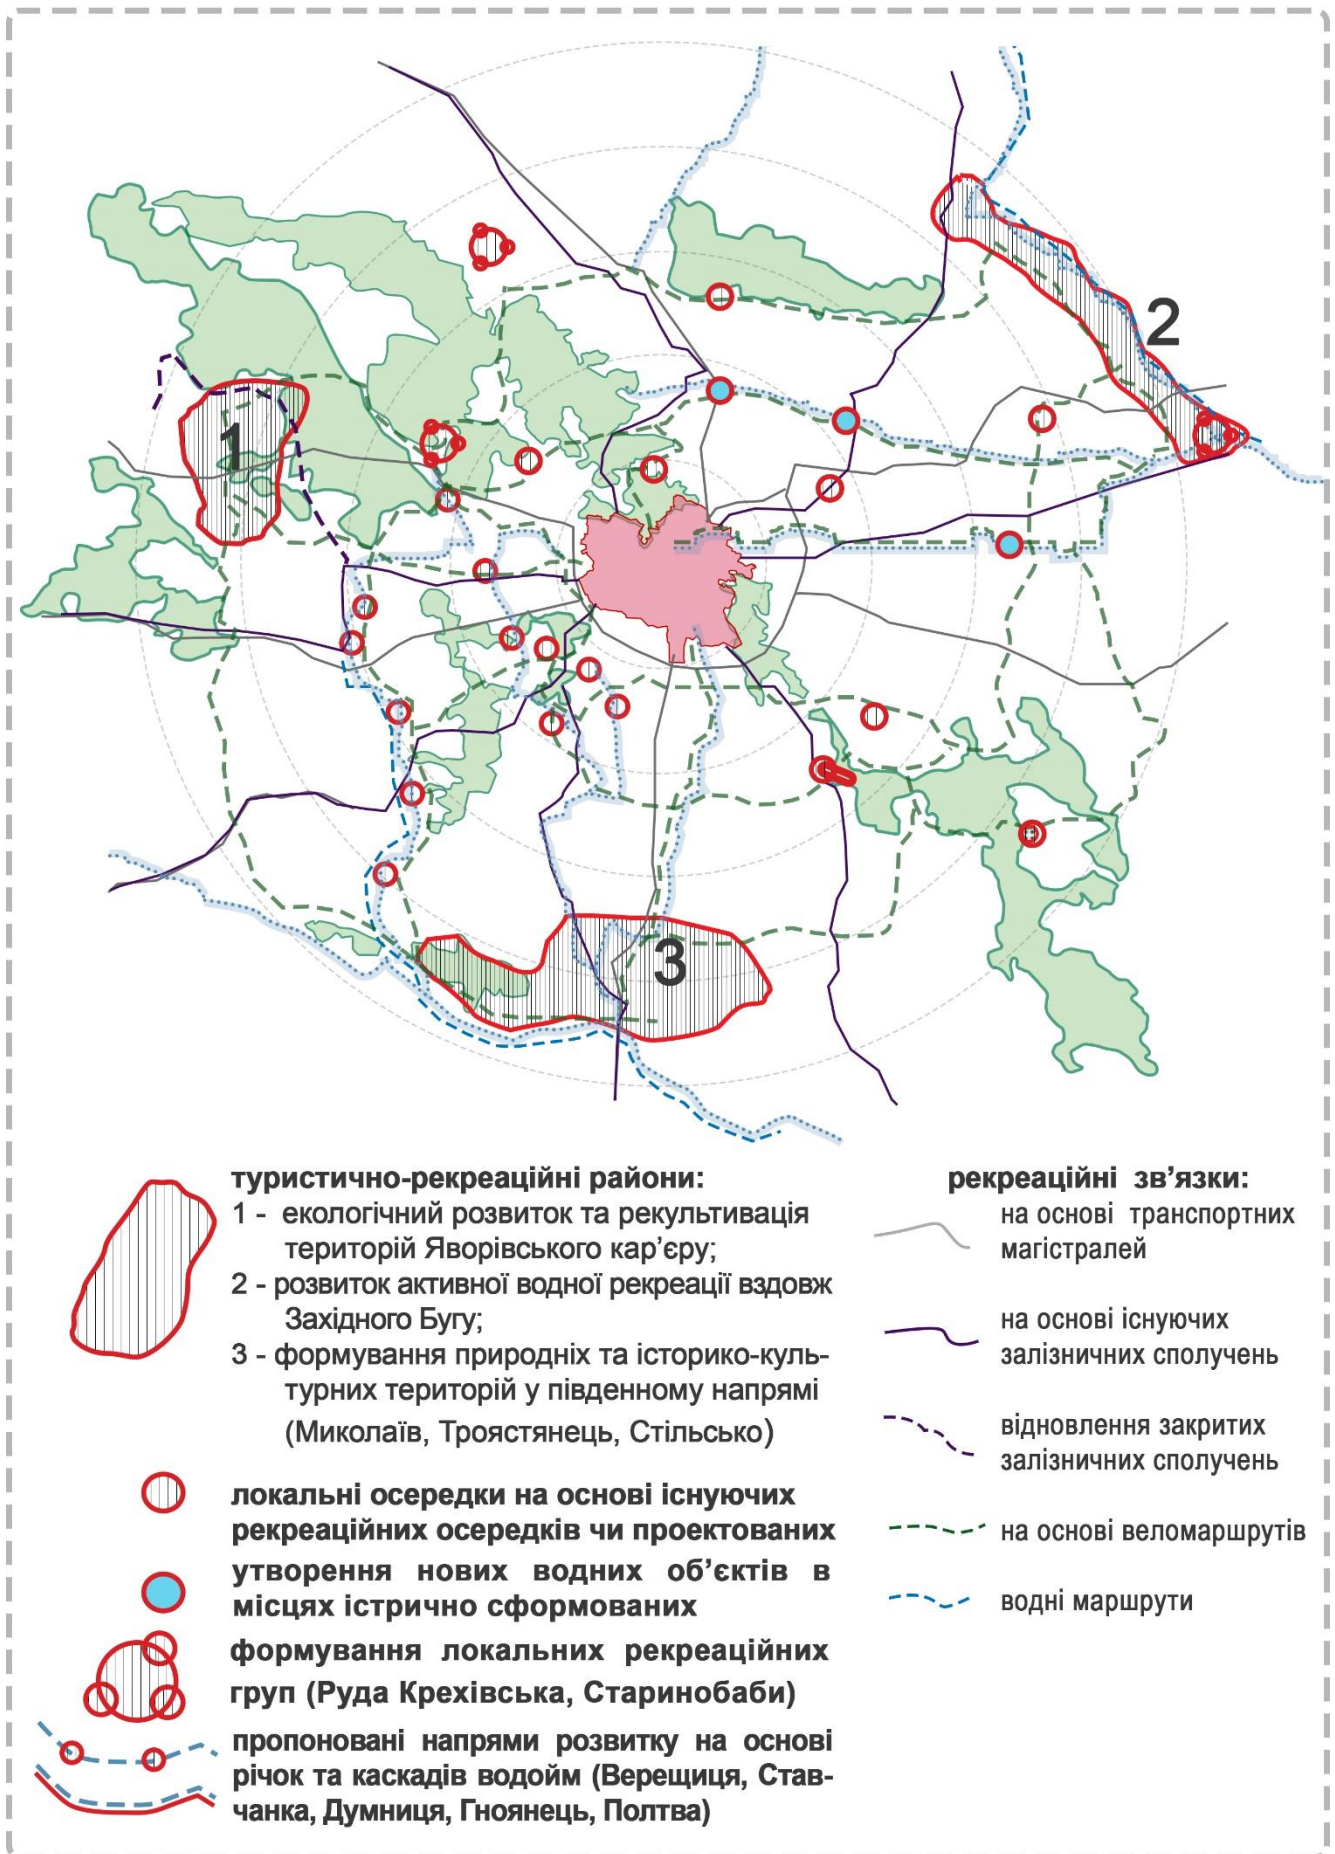 1
2
3
туристично-рекреаційні райони:
1 - екологічний розвиток та рекультивація
територій Яворівського кар’єру;
2 - розвиток активної водної рекреації вздовж
Західного Бугу;
3 - формування природніх та історико-куль-
турних територій у південному напрямі
(Миколаїв, Троястянець, Стільсько)
локальні осередки на основі існуючих
рекреаційних осередків чи проектованих
утворення нових водних об’єктів в
місцях істрично сформованих
формування локальних рекреаційних
груп (Руда Крехівська, Старинобаби)
пропоновані напрями розвитку на основі
річок та каскадів водойм (Верещиця, Став-
чанка, Думниця, Гноянець, Полтва)
рекреаційні зв’язки:
на основі транспортних
магістралей
на основі існуючих
залізничних сполучень
відновлення закритих
залізничних сполучень
на основі веломаршрутів
водні маршрути